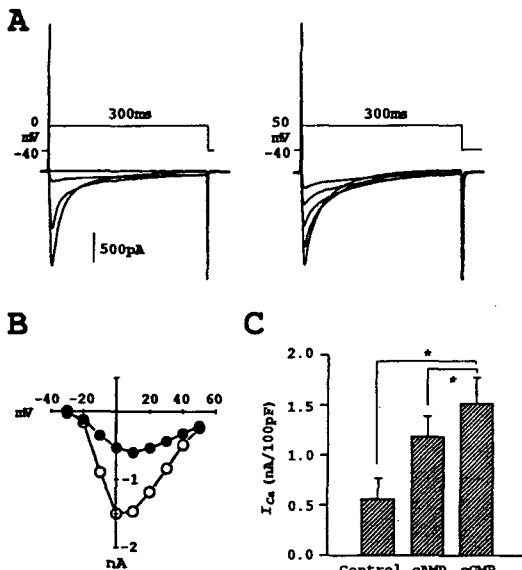 A
0
mV
-40
300ms
500pA
50
mV
-40
300ms
B
mV
-40 -20 20 40 60
-1
-2
nA
C
I_Ca (nA/100pF)
2.0
1.5
1.0
0.5
0.0
*
*
Control cAMP cGMP